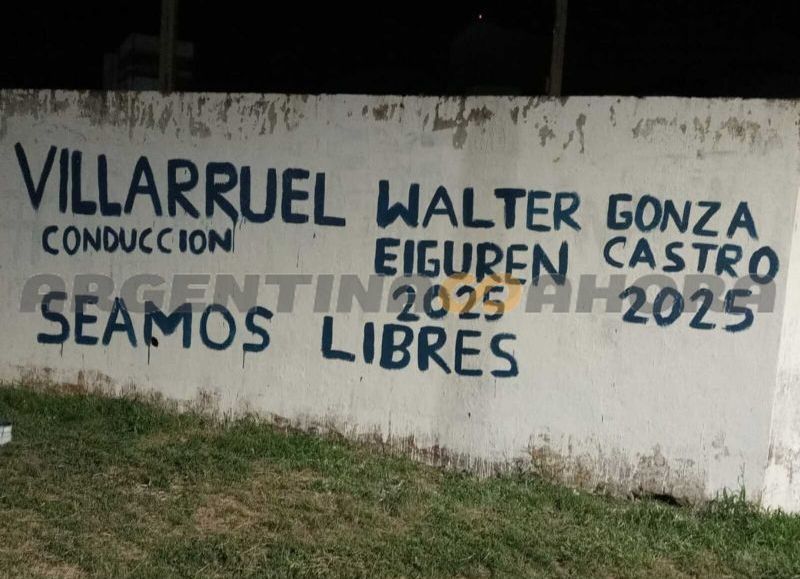 VILLARRUEL
CONDUCCION
WALTER
EIGUREN
2025
GONZA
CASTRO
2025
SEAMOS LIBRES
ARGENTINA AHORA